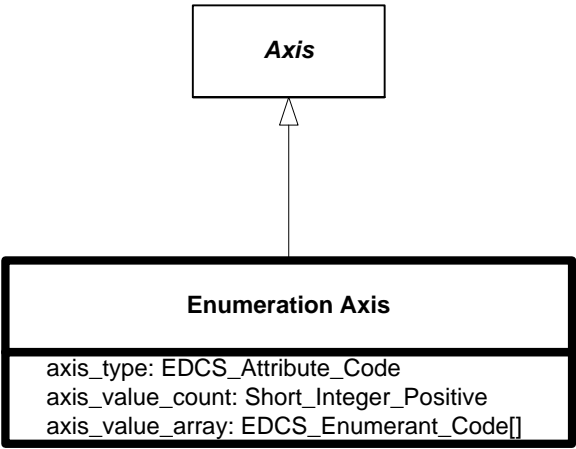 Axis
Enumeration Axis
axis_type: EDCS_Attribute_Code
axis_value_count: Short_Integer_Positive
axis_value_array: EDCS_Enumerant_Code[]